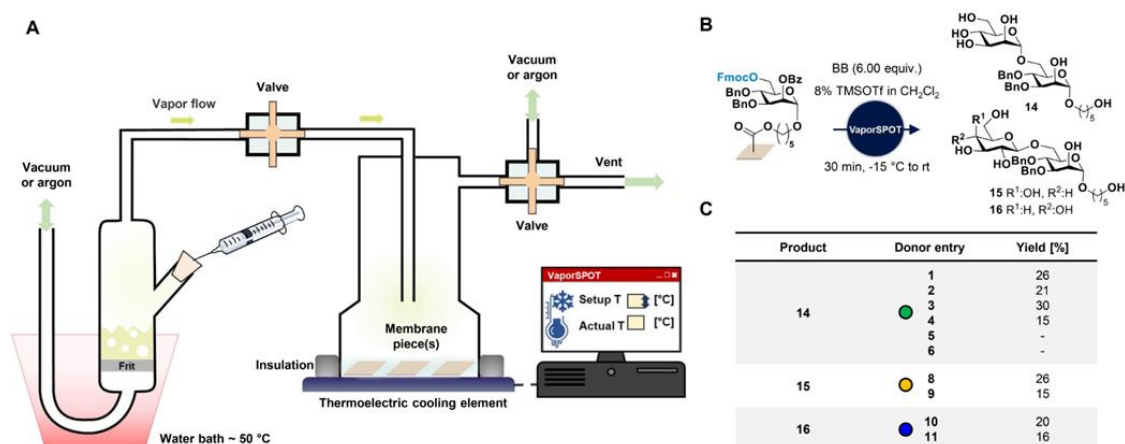 A
Vacuum
or argon
Vapor flow
Valve
Vacuum
or argon
Vent
Valve
Frit
Water bath ~ 50 °C
Membrane
piece(s)
Insulation
Thermoelectric cooling element
VaporSPOT
Setup T [°C]
Actual T [°C]
B
FmocO
OBz
O
BnO
BnO
O
O
O
5
BB (6.00 equiv.)
8% TMSOTf in CH2Cl2
VaporSPOT
30 min, -15 °C to rt
HO
OH
O
HO
HO
O
OH
O
BnO
BnO
14
O
OH
5
R1
OH
R2
O
HO
HO
O
OH
O
BnO
BnO
15 R1:OH, R2:H
16 R1:H, R2:OH
O
OH
5
C
Product Donor entry Yield [%]
1 26
2 21
14 3 30
4 15
5 -
6 -
15 8 26
9 15
16 10 20
11 16